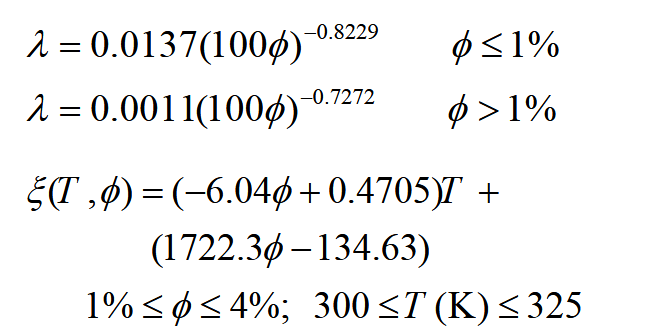 λ = 0.0137(100ϕ)^−0.8229 ϕ ≤ 1%
λ = 0.0011(100ϕ)^−0.7272 ϕ > 1%
ξ(T ,ϕ) = (−6.04ϕ + 0.4705)T +
(1722.3ϕ − 134.63)
1% ≤ ϕ ≤ 4%; 300 ≤ T (K) ≤ 325